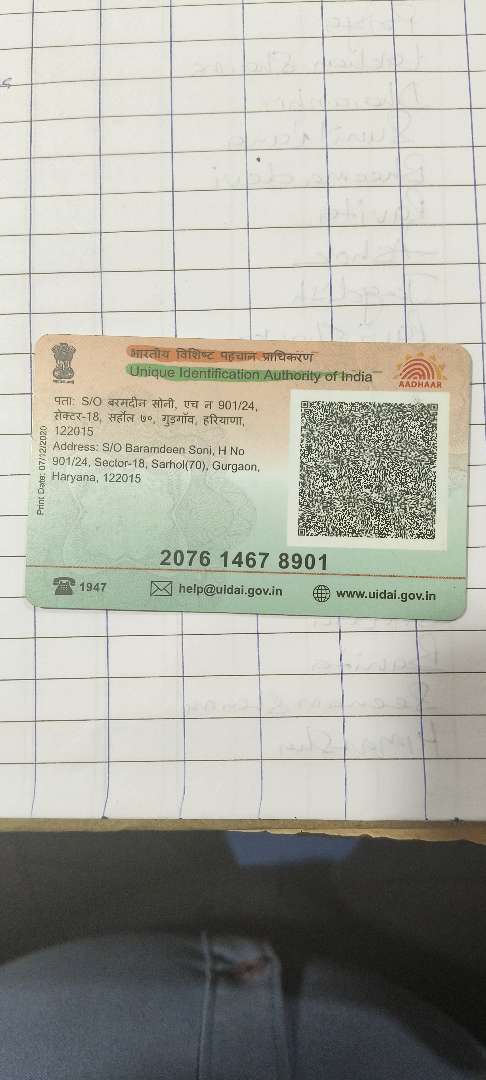 भारतीय विशिष्ट पहचान प्राधिकरण
Unique Identification Authority of India
AADHAAR
पता: S/O बरमदीन सोनी, एच न 901/24,
सेक्टर-18, सर्हॉल ७०, गुड़गाँव, हरियाणा,
122015
Address: S/O Baramdeen Soni, H No
901/24, Sector-18, Sarhol(70), Gurgaon,
Haryana, 122015
Print Date: 07/12/2020
2076 1467 8901
1947
help@uidai.gov.in
www.uidai.gov.in